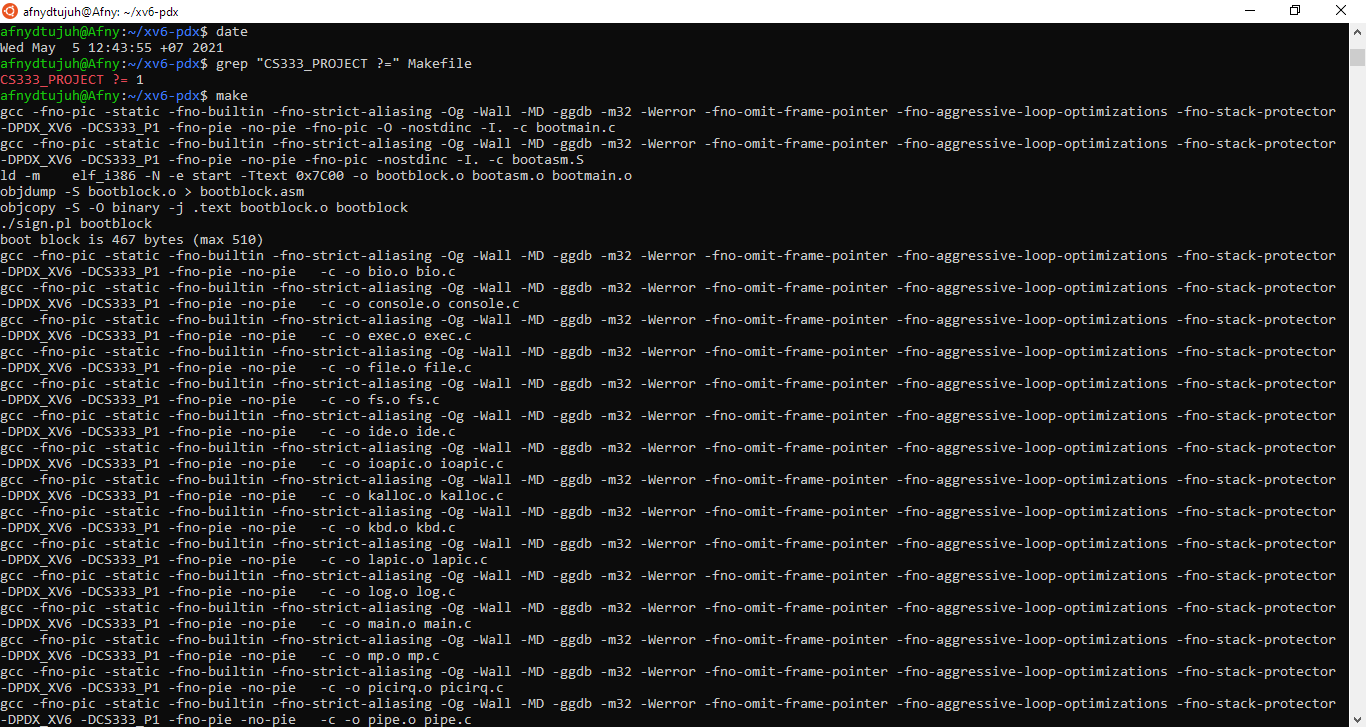 afnydtujuh@Afny: ~/xv6-pdx
afnydtujuh@Afny:~/xv6-pdx$ date
Wed May  5 12:43:55 +07 2021
afnydtujuh@Afny:~/xv6-pdx$ grep "CS333_PROJECT ?=" Makefile
CS333_PROJECT ?= 1
afnydtujuh@Afny:~/xv6-pdx$ make
gcc -fno-pic -static -fno-builtin -fno-strict-aliasing -Og -Wall -MD -ggdb -m32 -Werror -fno-omit-frame-pointer -fno-aggressive-loop-optimizations -fno-stack-protector
-DPDX_XV6 -DCS333_P1 -fno-pie -no-pie -fno-pic -O -nostdinc -I. -c bootmain.c
gcc -fno-pic -static -fno-builtin -fno-strict-aliasing -Og -Wall -MD -ggdb -m32 -Werror -fno-omit-frame-pointer -fno-aggressive-loop-optimizations -fno-stack-protector
-DPDX_XV6 -DCS333_P1 -fno-pie -no-pie -fno-pic -nostdinc -I. -c bootasm.S
ld -m    elf_i386 -N -e start -Ttext 0x7C00 -o bootblock.o bootasm.o bootmain.o
objdump -S bootblock.o > bootblock.asm
objcopy -S -O binary -j .text bootblock.o bootblock
./sign.pl bootblock
boot block is 467 bytes (max 510)
gcc -fno-pic -static -fno-builtin -fno-strict-aliasing -Og -Wall -MD -ggdb -m32 -Werror -fno-omit-frame-pointer -fno-aggressive-loop-optimizations -fno-stack-protector
-DPDX_XV6 -DCS333_P1 -fno-pie -no-pie   -c -o bio.o bio.c
gcc -fno-pic -static -fno-builtin -fno-strict-aliasing -Og -Wall -MD -ggdb -m32 -Werror -fno-omit-frame-pointer -fno-aggressive-loop-optimizations -fno-stack-protector
-DPDX_XV6 -DCS333_P1 -fno-pie -no-pie   -c -o console.o console.c
gcc -fno-pic -static -fno-builtin -fno-strict-aliasing -Og -Wall -MD -ggdb -m32 -Werror -fno-omit-frame-pointer -fno-aggressive-loop-optimizations -fno-stack-protector
-DPDX_XV6 -DCS333_P1 -fno-pie -no-pie   -c -o exec.o exec.c
gcc -fno-pic -static -fno-builtin -fno-strict-aliasing -Og -Wall -MD -ggdb -m32 -Werror -fno-omit-frame-pointer -fno-aggressive-loop-optimizations -fno-stack-protector
-DPDX_XV6 -DCS333_P1 -fno-pie -no-pie   -c -o file.o file.c
gcc -fno-pic -static -fno-builtin -fno-strict-aliasing -Og -Wall -MD -ggdb -m32 -Werror -fno-omit-frame-pointer -fno-aggressive-loop-optimizations -fno-stack-protector
-DPDX_XV6 -DCS333_P1 -fno-pie -no-pie   -c -o fs.o fs.c
gcc -fno-pic -static -fno-builtin -fno-strict-aliasing -Og -Wall -MD -ggdb -m32 -Werror -fno-omit-frame-pointer -fno-aggressive-loop-optimizations -fno-stack-protector
-DPDX_XV6 -DCS333_P1 -fno-pie -no-pie   -c -o ide.o ide.c
gcc -fno-pic -static -fno-builtin -fno-strict-aliasing -Og -Wall -MD -ggdb -m32 -Werror -fno-omit-frame-pointer -fno-aggressive-loop-optimizations -fno-stack-protector
-DPDX_XV6 -DCS333_P1 -fno-pie -no-pie   -c -o ioapic.o ioapic.c
gcc -fno-pic -static -fno-builtin -fno-strict-aliasing -Og -Wall -MD -ggdb -m32 -Werror -fno-omit-frame-pointer -fno-aggressive-loop-optimizations -fno-stack-protector
-DPDX_XV6 -DCS333_P1 -fno-pie -no-pie   -c -o kalloc.o kalloc.c
gcc -fno-pic -static -fno-builtin -fno-strict-aliasing -Og -Wall -MD -ggdb -m32 -Werror -fno-omit-frame-pointer -fno-aggressive-loop-optimizations -fno-stack-protector
-DPDX_XV6 -DCS333_P1 -fno-pie -no-pie   -c -o kbd.o kbd.c
gcc -fno-pic -static -fno-builtin -fno-strict-aliasing -Og -Wall -MD -ggdb -m32 -Werror -fno-omit-frame-pointer -fno-aggressive-loop-optimizations -fno-stack-protector
-DPDX_XV6 -DCS333_P1 -fno-pie -no-pie   -c -o lapic.o lapic.c
gcc -fno-pic -static -fno-builtin -fno-strict-aliasing -Og -Wall -MD -ggdb -m32 -Werror -fno-omit-frame-pointer -fno-aggressive-loop-optimizations -fno-stack-protector
-DPDX_XV6 -DCS333_P1 -fno-pie -no-pie   -c -o log.o log.c
gcc -fno-pic -static -fno-builtin -fno-strict-aliasing -Og -Wall -MD -ggdb -m32 -Werror -fno-omit-frame-pointer -fno-aggressive-loop-optimizations -fno-stack-protector
-DPDX_XV6 -DCS333_P1 -fno-pie -no-pie   -c -o main.o main.c
gcc -fno-pic -static -fno-builtin -fno-strict-aliasing -Og -Wall -MD -ggdb -m32 -Werror -fno-omit-frame-pointer -fno-aggressive-loop-optimizations -fno-stack-protector
-DPDX_XV6 -DCS333_P1 -fno-pie -no-pie   -c -o mp.o mp.c
gcc -fno-pic -static -fno-builtin -fno-strict-aliasing -Og -Wall -MD -ggdb -m32 -Werror -fno-omit-frame-pointer -fno-aggressive-loop-optimizations -fno-stack-protector
-DPDX_XV6 -DCS333_P1 -fno-pie -no-pie   -c -o picirq.o picirq.c
gcc -fno-pic -static -fno-builtin -fno-strict-aliasing -Og -Wall -MD -ggdb -m32 -Werror -fno-omit-frame-pointer -fno-aggressive-loop-optimizations -fno-stack-protector
-DPDX_XV6 -DCS333_P1 -fno-pie -no-pie   -c -o pipe.o pipe.c